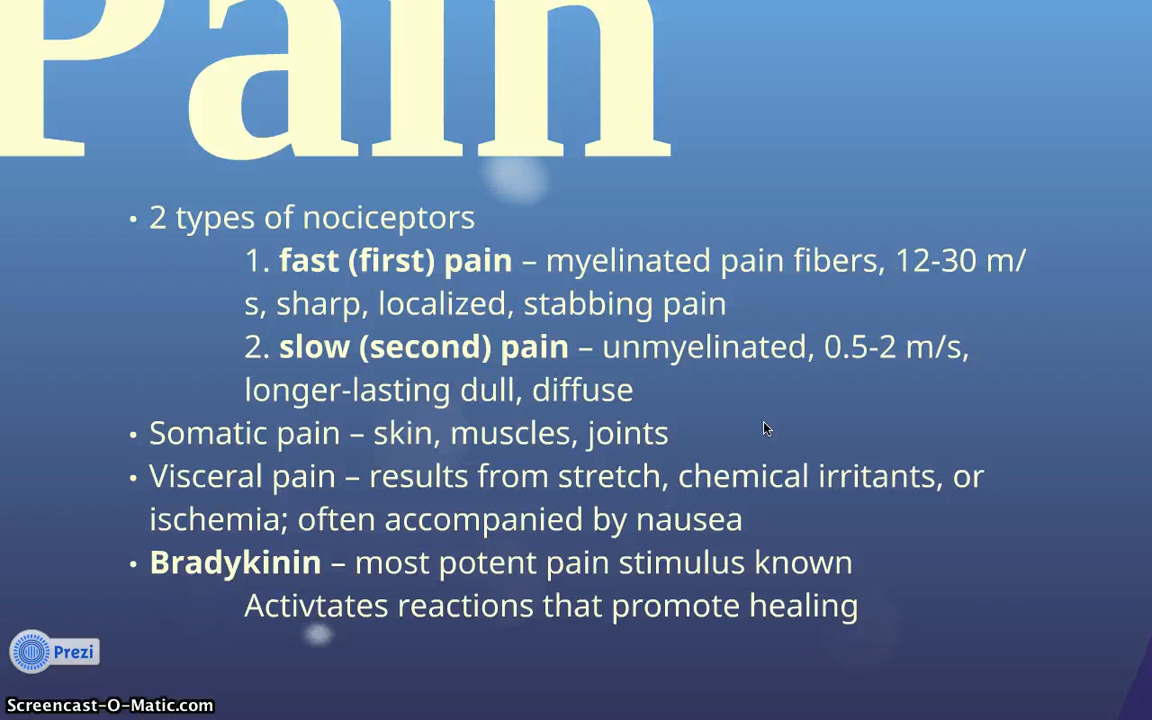 Pain
• 2 types of nociceptors
1. fast (first) pain – myelinated pain fibers, 12-30 m/
s, sharp, localized, stabbing pain
2. slow (second) pain – unmyelinated, 0.5-2 m/s,
longer-lasting dull, diffuse
• Somatic pain – skin, muscles, joints
• Visceral pain – results from stretch, chemical irritants, or
ischemia; often accompanied by nausea
• Bradykinin – most potent pain stimulus known
Activtates reactions that promote healing
Prezi
Screencast-O-Matic.com